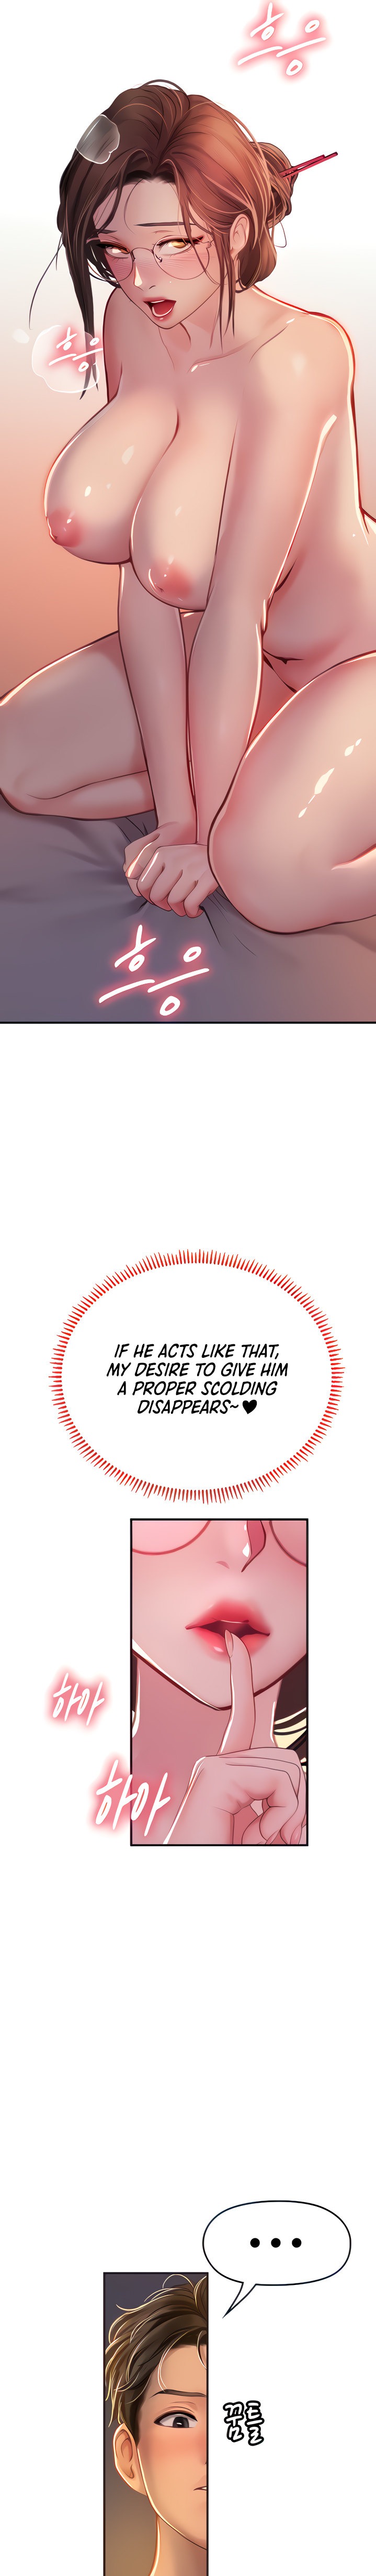 흐응
흐응
흐응
IF HE ACTS LIKE THAT,
MY DESIRE TO GIVE HIM
A PROPER SCOLDING
DISAPPEARS~♥
하아
하아
...
꿈틀